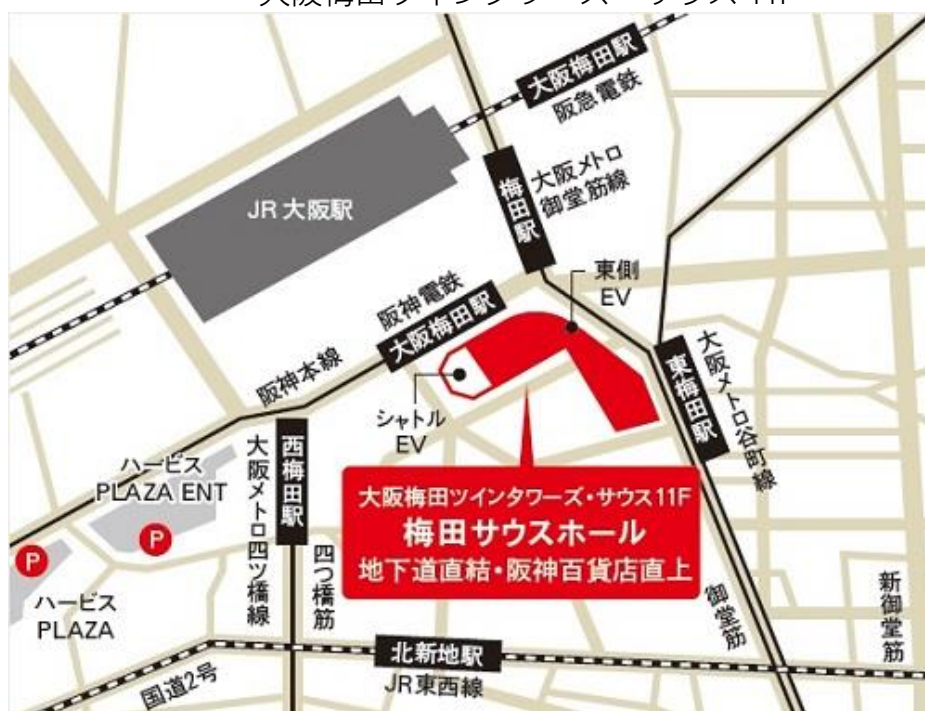 大阪梅田駅
阪急電鉄
梅田駅
大阪メトロ
御堂筋線
JR 大阪駅
東側
EV
阪神電鉄
大阪梅田駅
阪神本線
シャトル
EV
東梅田駅
大阪メトロ谷町線
ハービス
PLAZA ENT
P
西梅田駅
大阪メトロ四ツ橋線
四つ橋筋
大阪梅田ツインタワーズ・サウス11F
梅田サウスホール
地下道直結・阪神百貨店直上
P
ハービス
PLAZA
御堂筋
新御堂筋
北新地駅
JR東西線
国道2号